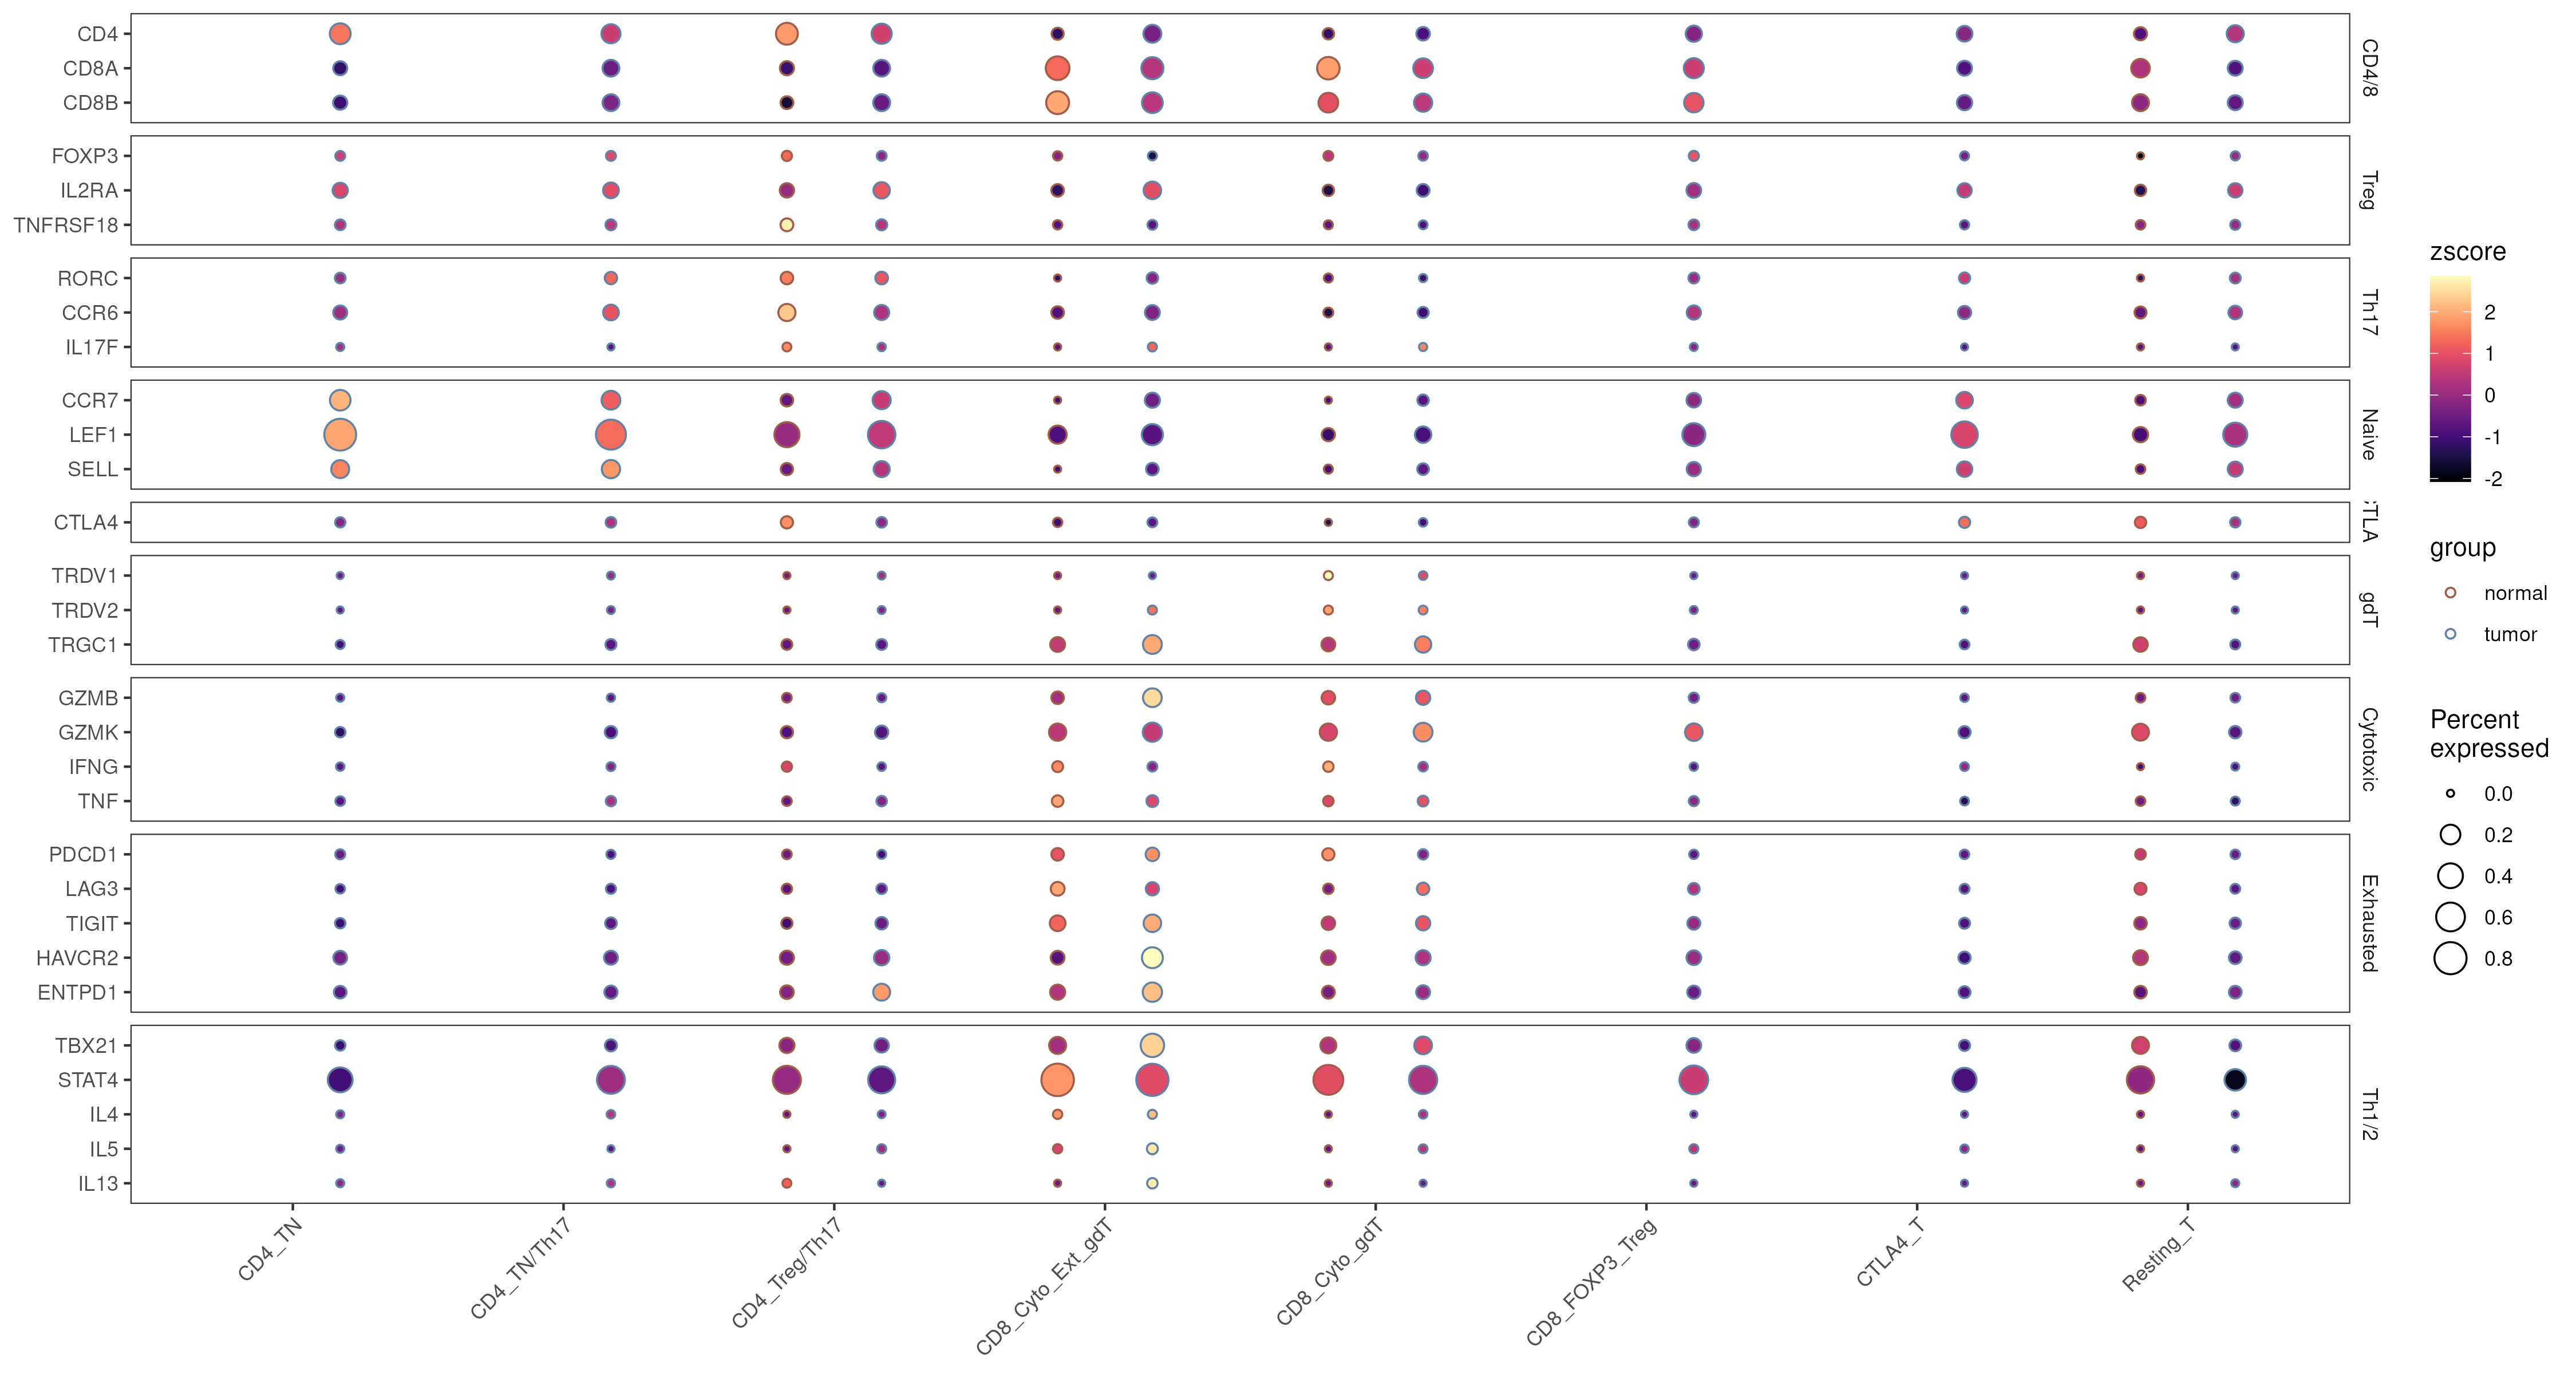 CD4
CD8A
CD8B
CD4/8
FOXP3
IL2RA
TNFRSF18
Treg
RORC
CCR6
IL17F
Th17
CCR7
LEF1
SELL
Naive
CTLA4
TLA
TRDV1
TRDV2
TRGC1
gdT
GZMB
GZMK
IFNG
TNF
Cytotoxic
PDCD1
LAG3
TIGIT
HAVCR2
ENTPD1
Exhausted
TBX21
STAT4
IL4
IL5
IL13
Th1/2
CD4_TN
CD4_TN/Th17
CD4_Treg/Th17
CD8_Cyto_Ext_gdT
CD8_Cyto_gdT
CD8_FOXP3_Treg
CTLA4_T
Resting_T
zscore
2
1
0
-1
-2
group
normal
tumor
Percent
expressed
0.0
0.2
0.4
0.6
0.8